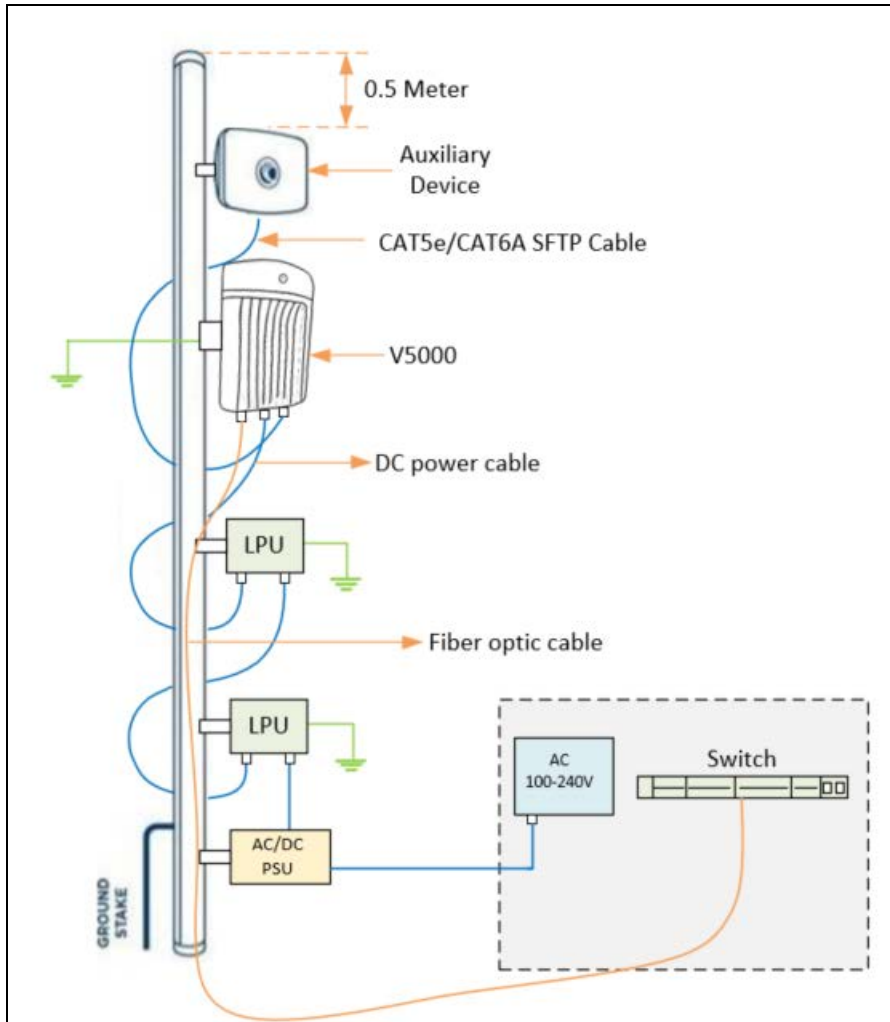 0.5 Meter
Auxiliary
Device
CAT5e/CAT6A SFTP Cable
V5000
DC power cable
LPU
Fiber optic cable
LPU
AC
100-240V
Switch
AC/DC
PSU
GROUND
STAKE